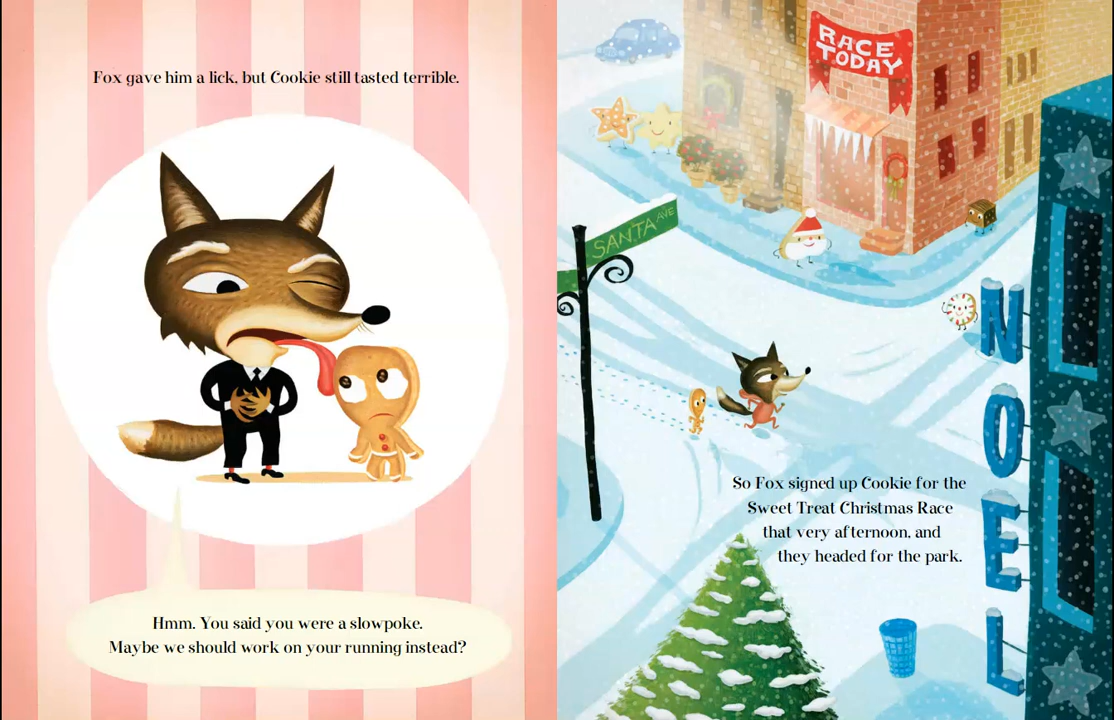 Fox gave him a lick, but Cookie still tasted terrible.
Hmm. You said you were a slowpoke.
Maybe we should work on your running instead?
RACE
TODAY
SANTA AVE
So Fox signed up Cookie for the
Sweet Treat Christmas Race
that very afternoon, and
they headed for the park.
NOEL